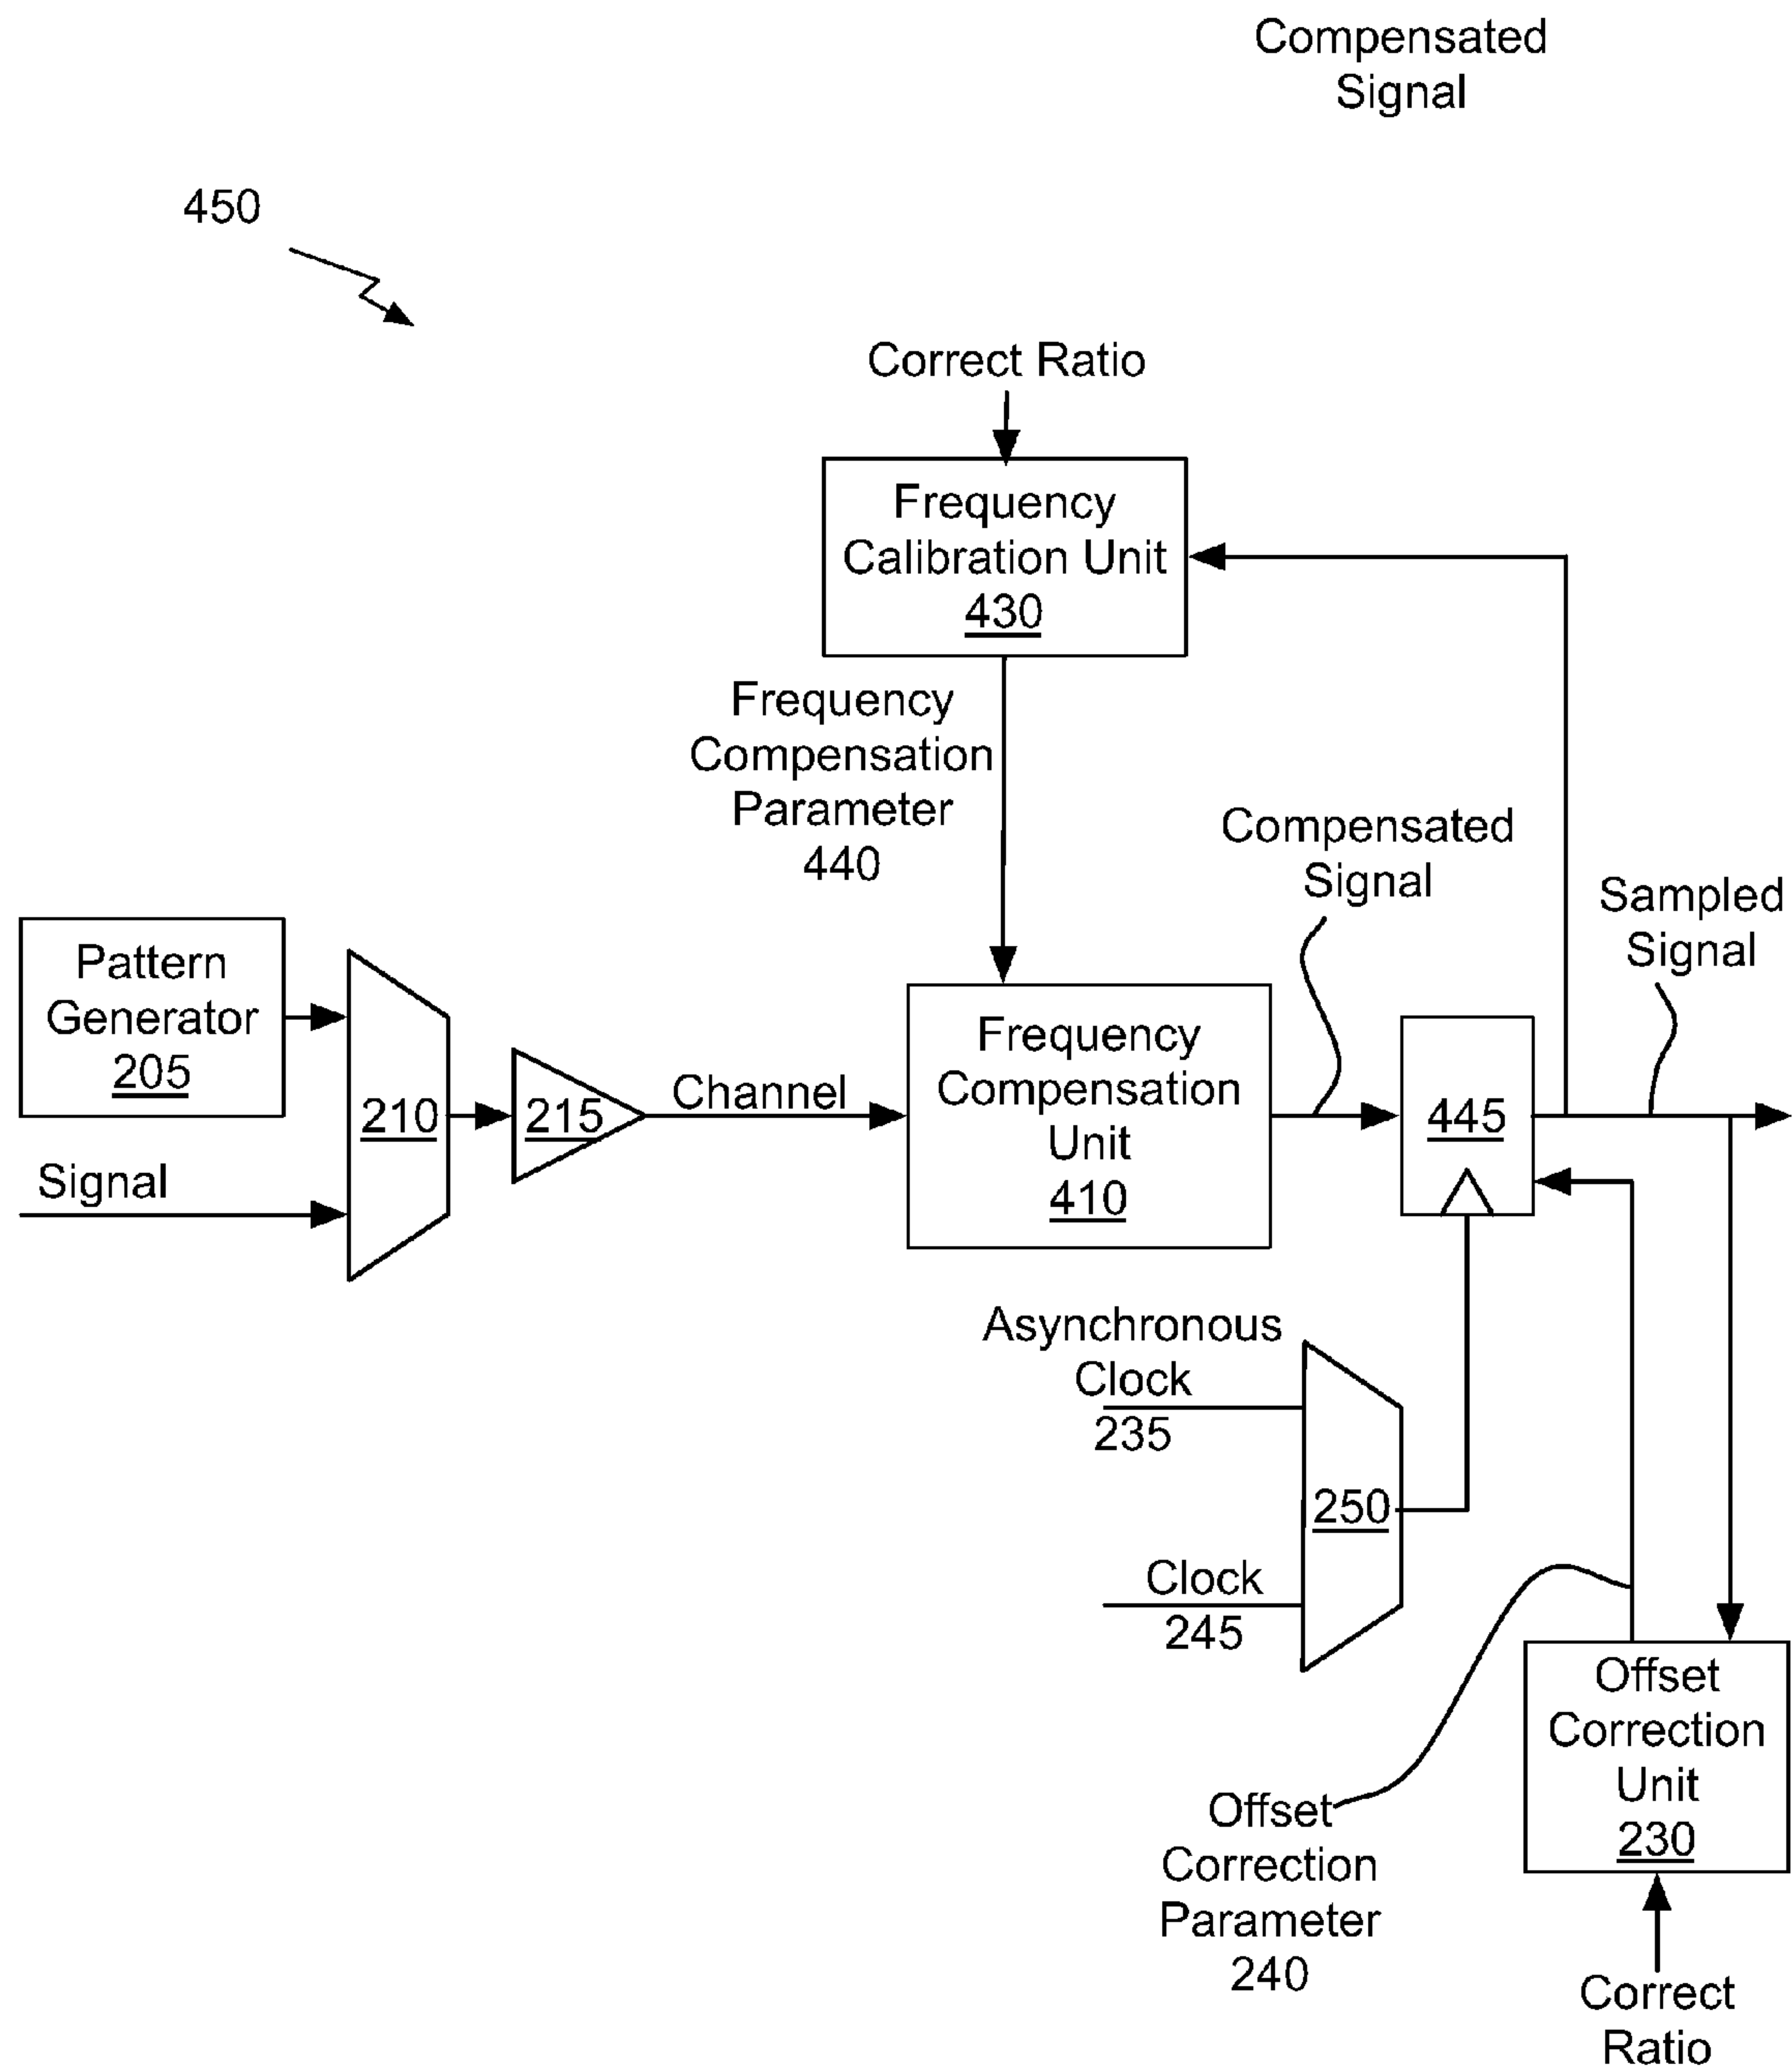 Compensated
Signal
450
Correct Ratio
Frequency
Calibration Unit
430
Frequency
Compensation
Parameter
440
Compensated
Signal
Sampled
Signal
Pattern
Generator
205
210
215
Channel
Frequency
Compensation
Unit
410
445
Signal
Asynchronous
Clock
235
250
Clock
245
Offset
Correction
Unit
230
Offset
Correction
Parameter
240
Correct
Ratio